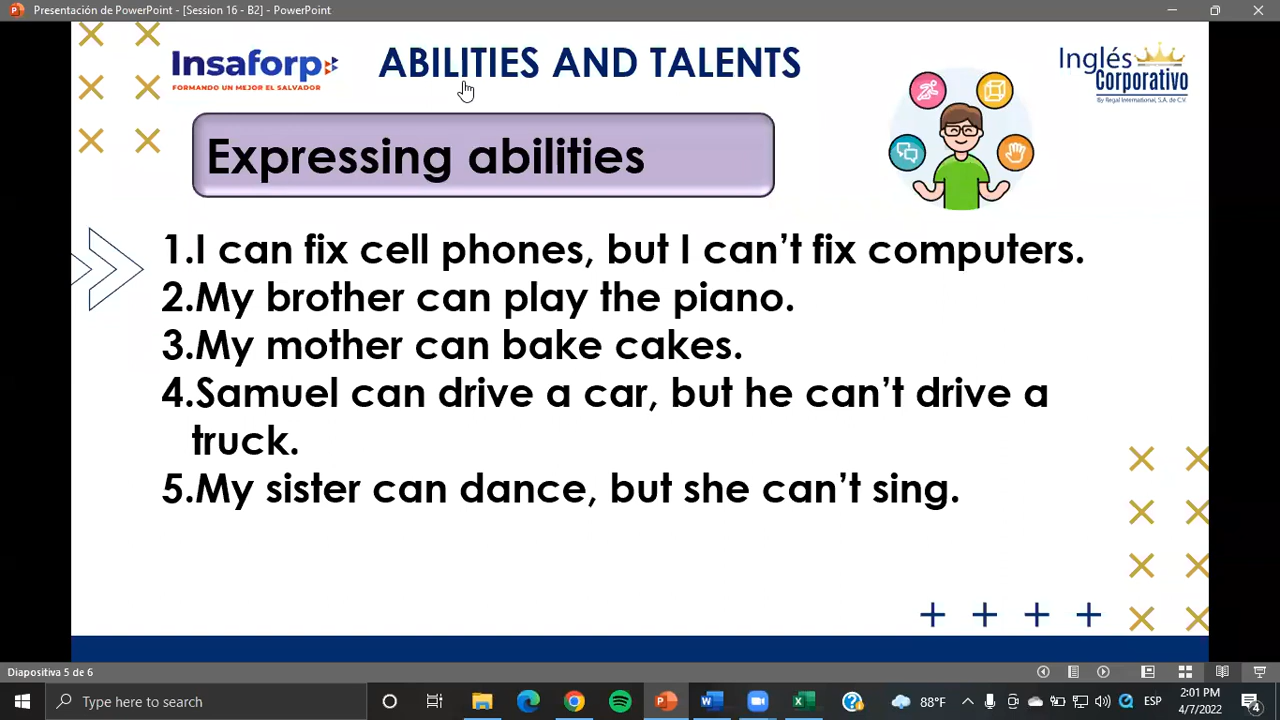 Presentación de PowerPoint - [Session 16 - B2] - PowerPoint
Insaforp
FORMANDO UN MEJOR EL SALVADOR
ABILITIES AND TALENTS
Inglés
Corporativo
By Regal International, S.A. de C.V.
Expressing abilities
1.I can fix cell phones, but I can’t fix computers.
2.My brother can play the piano.
3.My mother can bake cakes.
4.Samuel can drive a car, but he can’t drive a
truck.
5.My sister can dance, but she can’t sing.
Diapositiva 5 de 6
Type here to search
88°F
ESP
2:01 PM
4/7/2022
4